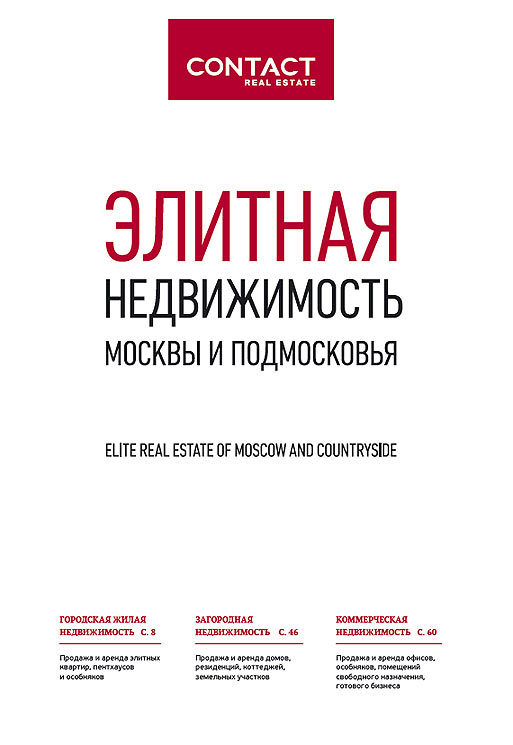 CONTACT
REAL ESTATE
ЭЛИТНАЯ
НЕДВИЖИМОСТЬ
МОСКВЫ И ПОДМОСКОВЬЯ
ELITE REAL ESTATE OF MOSCOW AND COUNTRYSIDE
ГОРОДСКАЯ ЖИЛАЯ
НЕДВИЖИМОСТЬ С. 8
Продажа и аренда элитных
квартир, пентхаусов
и особняков
ЗАГОРОДНАЯ
НЕДВИЖИМОСТЬ С. 46
Продажа и аренда домов,
резиденций, коттеджей,
земельных участков
КОММЕРЧЕСКАЯ
НЕДВИЖИМОСТЬ С. 60
Продажа и аренда офисов,
особняков, помещений
свободного назначения,
готового бизнеса